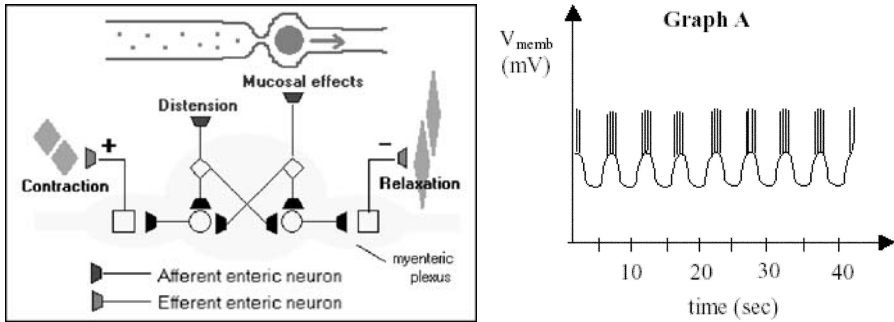 Mucosal effects
Distension
+
−
Contraction
Relaxation
myenteric
plexus
Afferent enteric neuron
Efferent enteric neuron
Graph A
V memb
(mV)
10 20 30 40
time (sec)